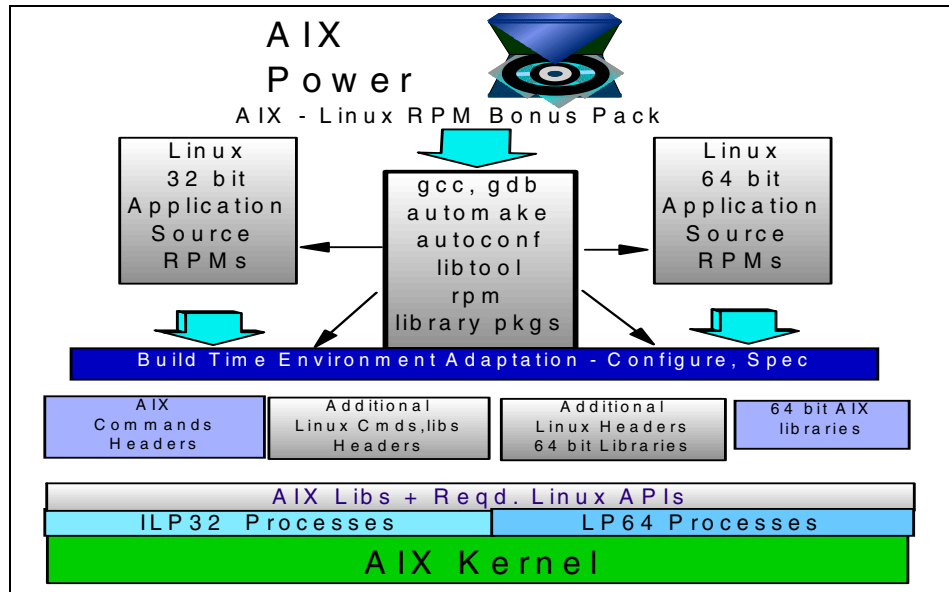 AIX
Power
AIX - Linux RPM Bonus Pack
Linux
32 bit
Application
Source
RPMs
gcc, gdb
automake
autoconf
libtool
rpm
library pkgs
Linux
64 bit
Application
Source
RPMs
Build Time Environment Adaptation - Configure, Spec
AIX
Commands
Headers
Additional
Linux Cmds,libs
Headers
Additional
Linux Headers
64 bit Libraries
64 bit AIX
libraries
AIX Libs + Reqd. Linux APIs
ILP32 Processes
LP64 Processes
AIX Kernel